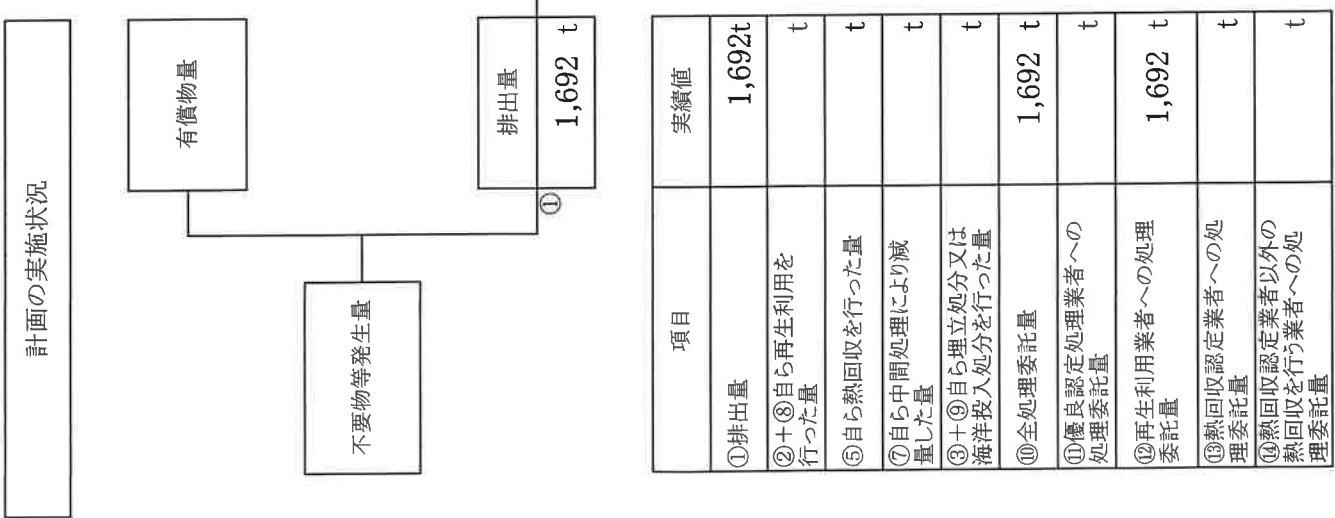 計画の実施状況
有償物量
不要物等発生量
排出量
① 1,692 t
項目 実績値
①排出量 1,692t
②+⑧自ら再生利用を
行った量 t
⑤自ら熱回収を行った量 t
⑦自ら中間処理により減
量した量 t
③+⑨自ら埋立処分又は
海洋投入処分を行った量 t
⑩全処理委託量 1,692 t
⑪優良認定処理業者への
処理委託量 t
⑫再生利用業者への処理
委託量 1,692 t
⑬熱回収認定業者への処
理委託量 t
⑭熱回収認定業者以外の
熱回収を行う業者への処
理委託量 t